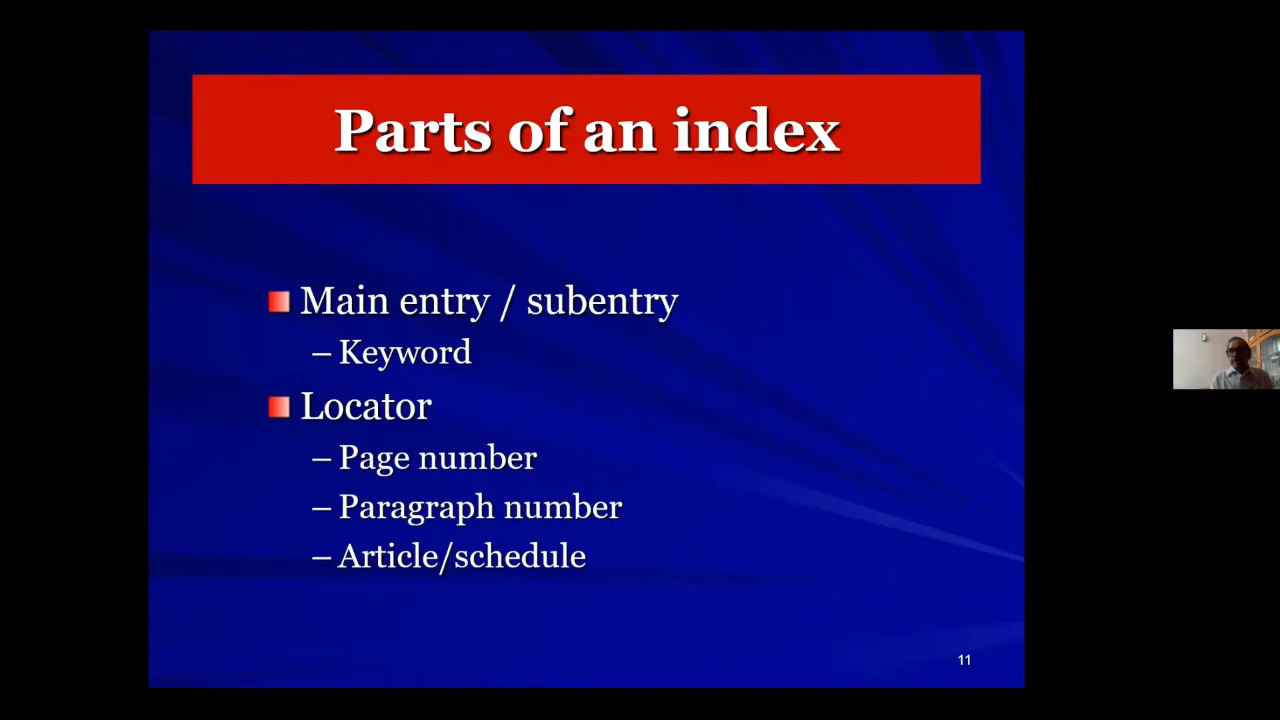 Parts of an index
Main entry / subentry
– Keyword
Locator
– Page number
– Paragraph number
– Article/schedule
11